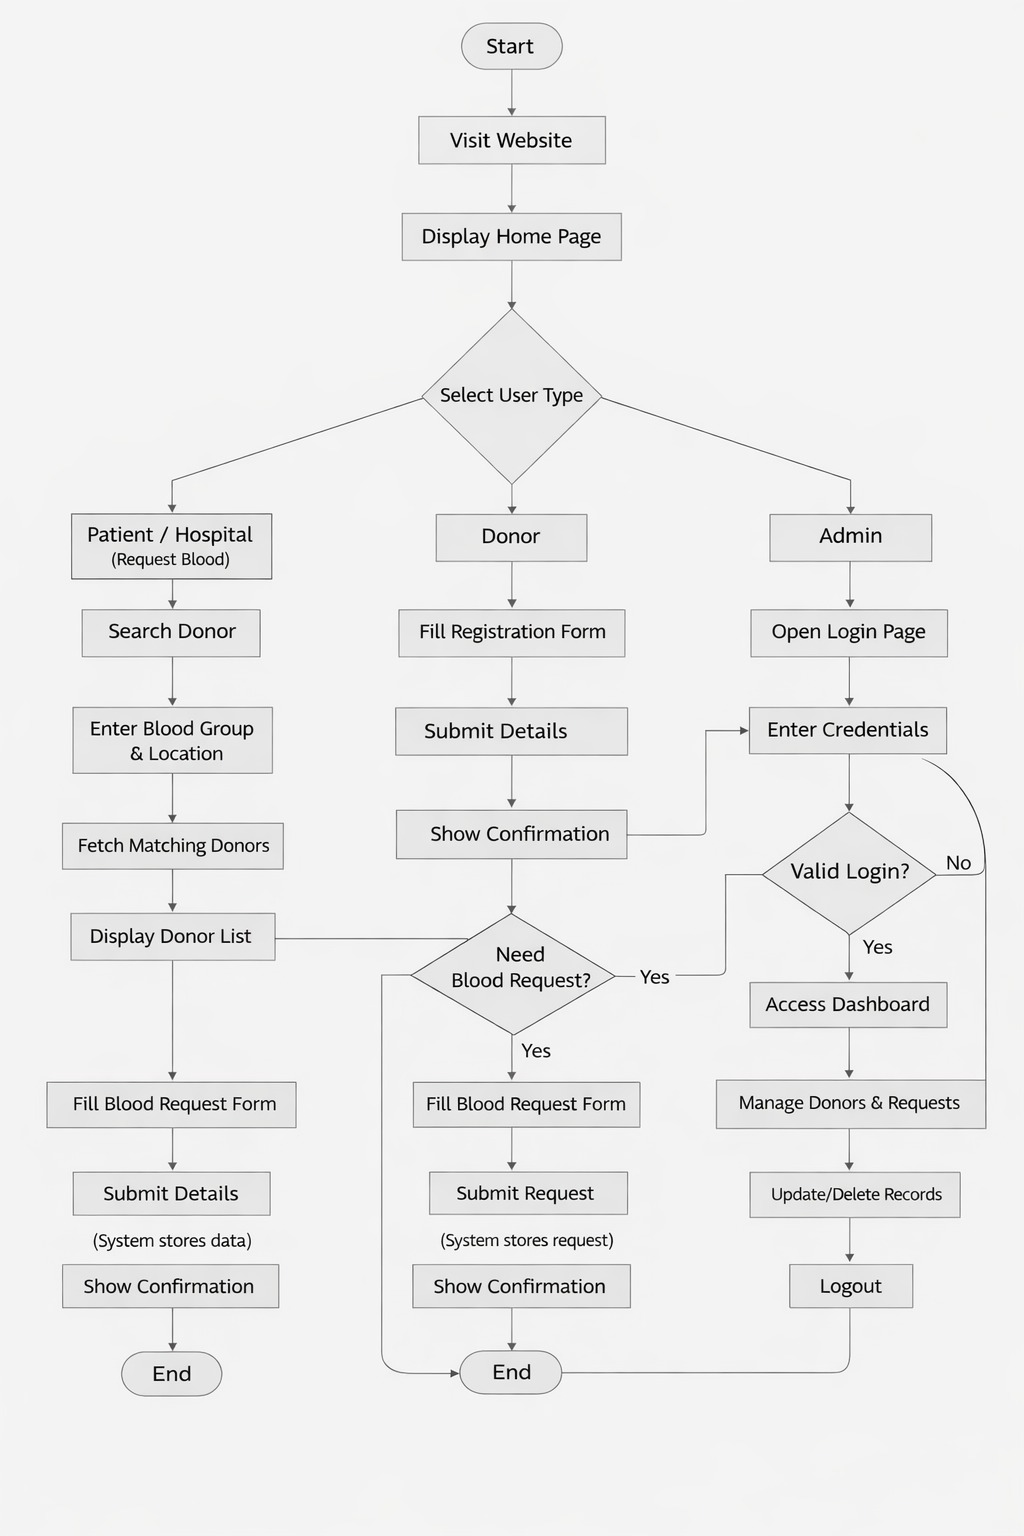 Start
Visit Website
Display Home Page
Select User Type
Patient / Hospital
(Request Blood)
Donor
Admin
Search Donor
Fill Registration Form
Open Login Page
Enter Blood Group
& Location
Submit Details
Enter Credentials
Fetch Matching Donors
Show Confirmation
Valid Login?
No
Display Donor List
Need
Blood Request?
Yes
Yes
Access Dashboard
Yes
Fill Blood Request Form
Fill Blood Request Form
Manage Donors & Requests
Submit Details
Submit Request
Update/Delete Records
(System stores data)
(System stores request)
Show Confirmation
Show Confirmation
Logout
End
End